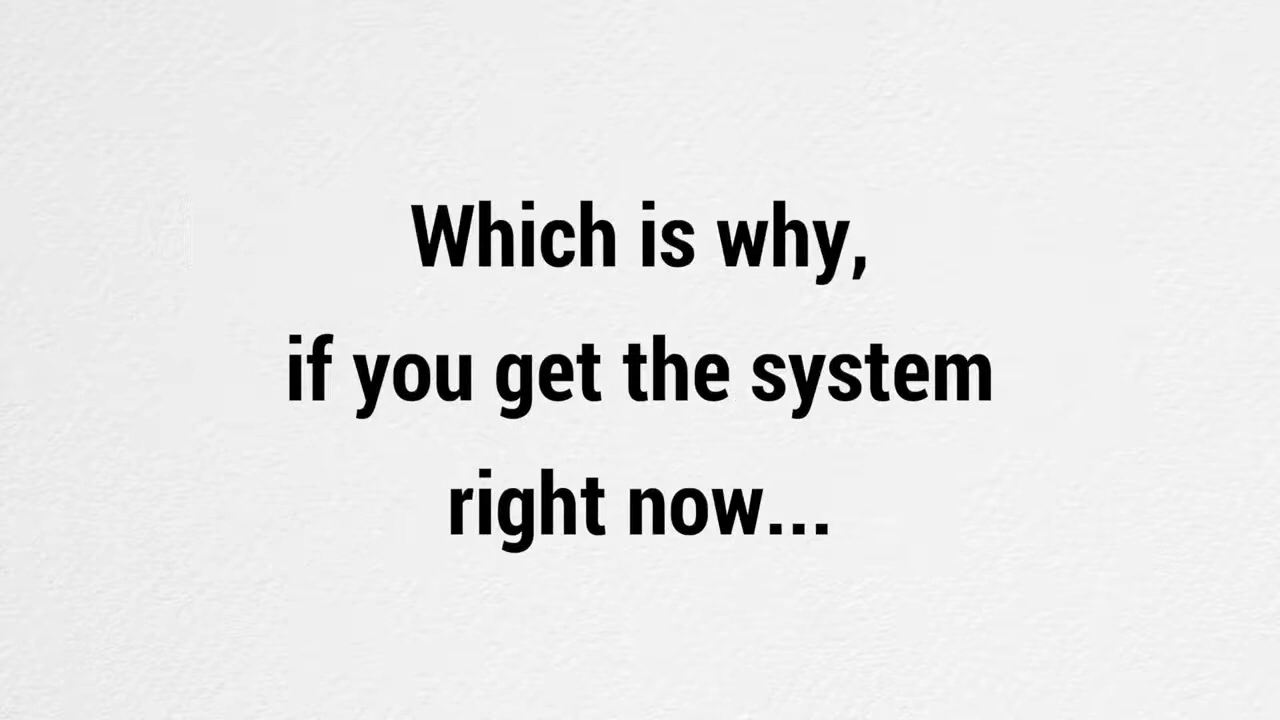 Which is why,
if you get the system
right now...